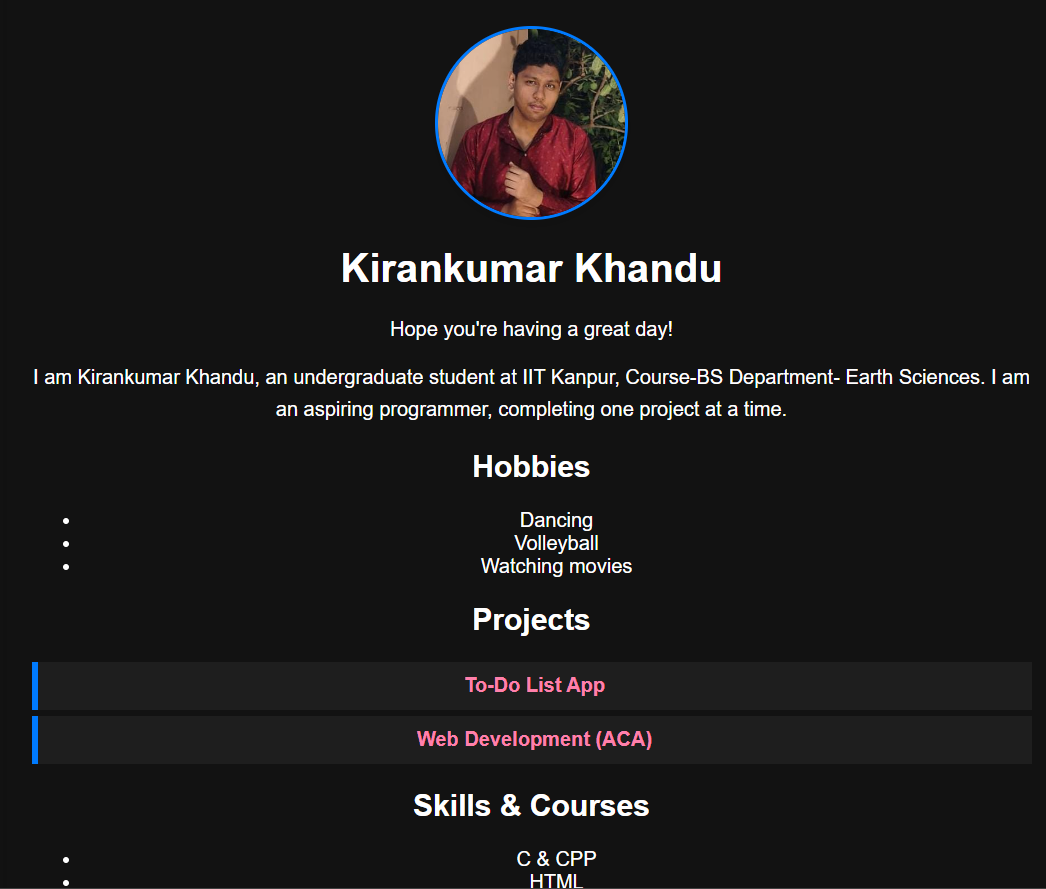 Kirankumar Khandu
Hope you're having a great day!
I am Kirankumar Khandu, an undergraduate student at IIT Kanpur, Course-BS Department- Earth Sciences. I am
an aspiring programmer, completing one project at a time.
Hobbies
• Dancing
• Volleyball
• Watching movies
Projects
To-Do List App
Web Development (ACA)
Skills & Courses
• C & CPP
• HTML